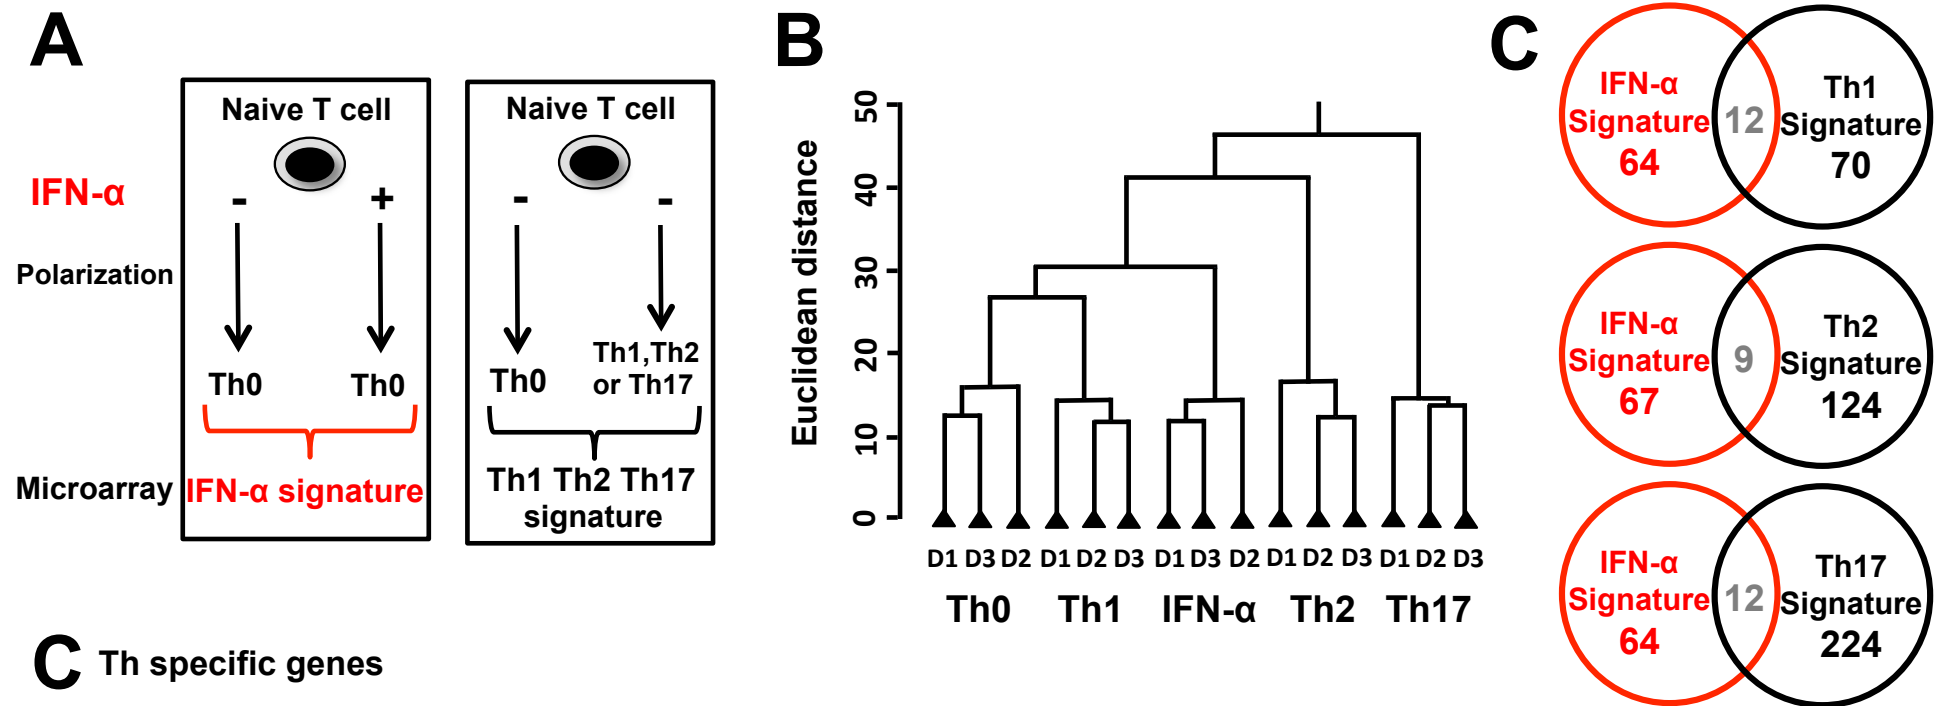 A
Naive T cell
Naive T cell
IFN-α
-
+
-
-
Polarization
Th0
Th0
Th0
Th1,Th2
or Th17
Microarray
IFN-α signature
Th1 Th2 Th17
signature
B
Euclidean distance
50
40
30
20
10
0
D1 D3 D2 D1 D2 D3 D1 D3 D2 D1 D2 D3 D1 D2 D3
Th0 Th1 IFN-α Th2 Th17
C
IFN-α
Signature
64
12
Th1
Signature
70
IFN-α
Signature
67
9
Th2
Signature
124
IFN-α
Signature
64
12
Th17
Signature
224
C Th specific genes